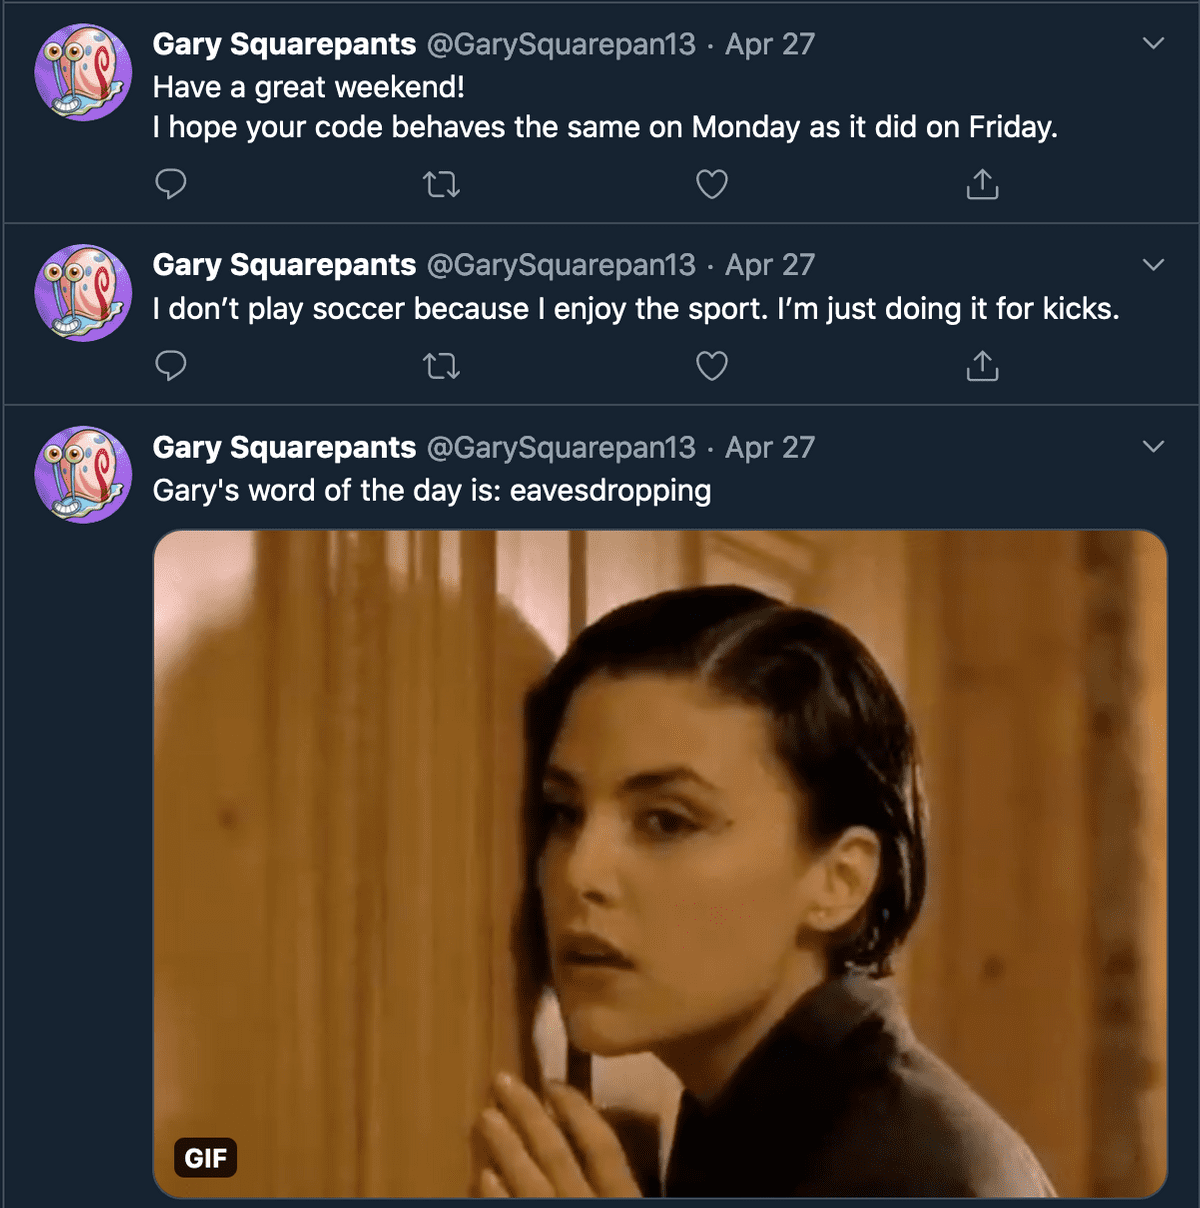 Gary Squarepants @GarySquarepan13 · Apr 27
Have a great weekend!
I hope your code behaves the same on Monday as it did on Friday.
Gary Squarepants @GarySquarepan13 · Apr 27
I don’t play soccer because I enjoy the sport. I’m just doing it for kicks.
Gary Squarepants @GarySquarepan13 · Apr 27
Gary's word of the day is: eavesdropping
GIF